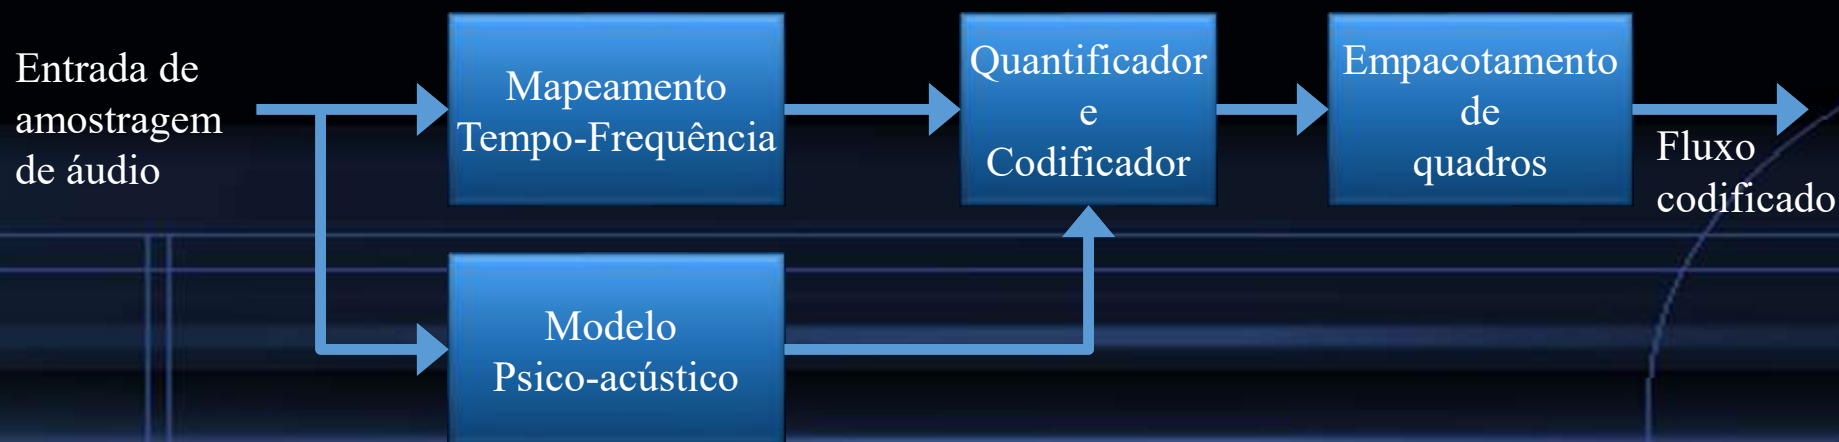 Entrada de
amostragem
de áudio
Mapeamento
Tempo-Frequência
Quantificador
e
Codificador
Empacotamento
de
quadros
Fluxo
codificado
Modelo
Psico-acústico